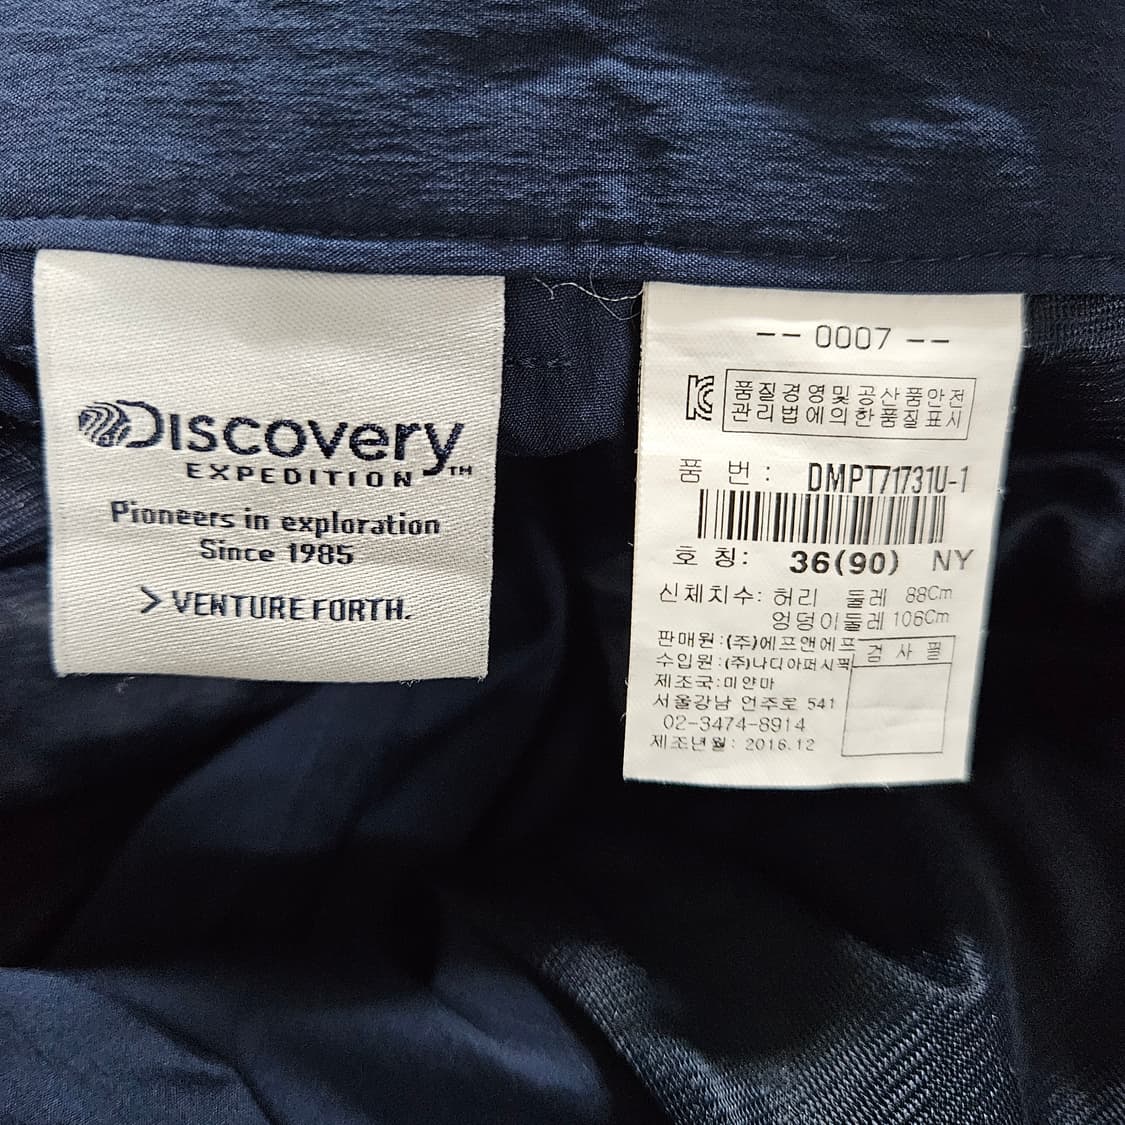 DISCOVERY
EXPEDITION™
Pioneers in exploration
Since 1985
> VENTURE FORTH.
-- 0007 --
품질경영및공산품안전
관리법에의한품질표시
품 번 : DMPT71731U-1
호 칭: 36(90) NY
신체치수: 허리 둘레 88Cm
엉덩이둘레 106Cm
판매원:(주)에프앤에프
수입원:(주)나디아퍼시픽
검 사 필
제조국:미얀마
서울강남 언주로 541
02-3474-8914
제조년월: 2016.12